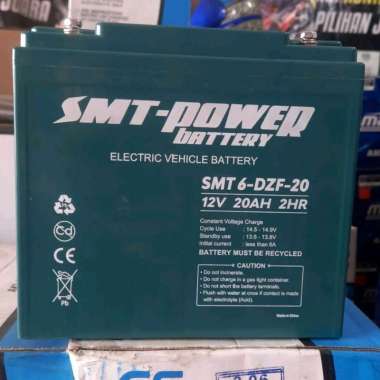 JUARO
PILIHAN
SMT-POWER
BATTERY
ELECTRIC VEHICLE BATTERY
SMT 6-DZF-20
12V 20AH 2HR
Constant Voltage Charge
Cycle Use : 14.5 - 14.9V
Standby use : 13.6 - 13.8V
Initial current : less than 6A
BATTERY MUST BE RECYCLED
CAUTION
• Do not incinerate.
• Do not charge in a gas tight container.
• Do not short the battery terminals.
• Flush with water at once if contact is made
with electrolyte (Acid).
Pb
Made in China